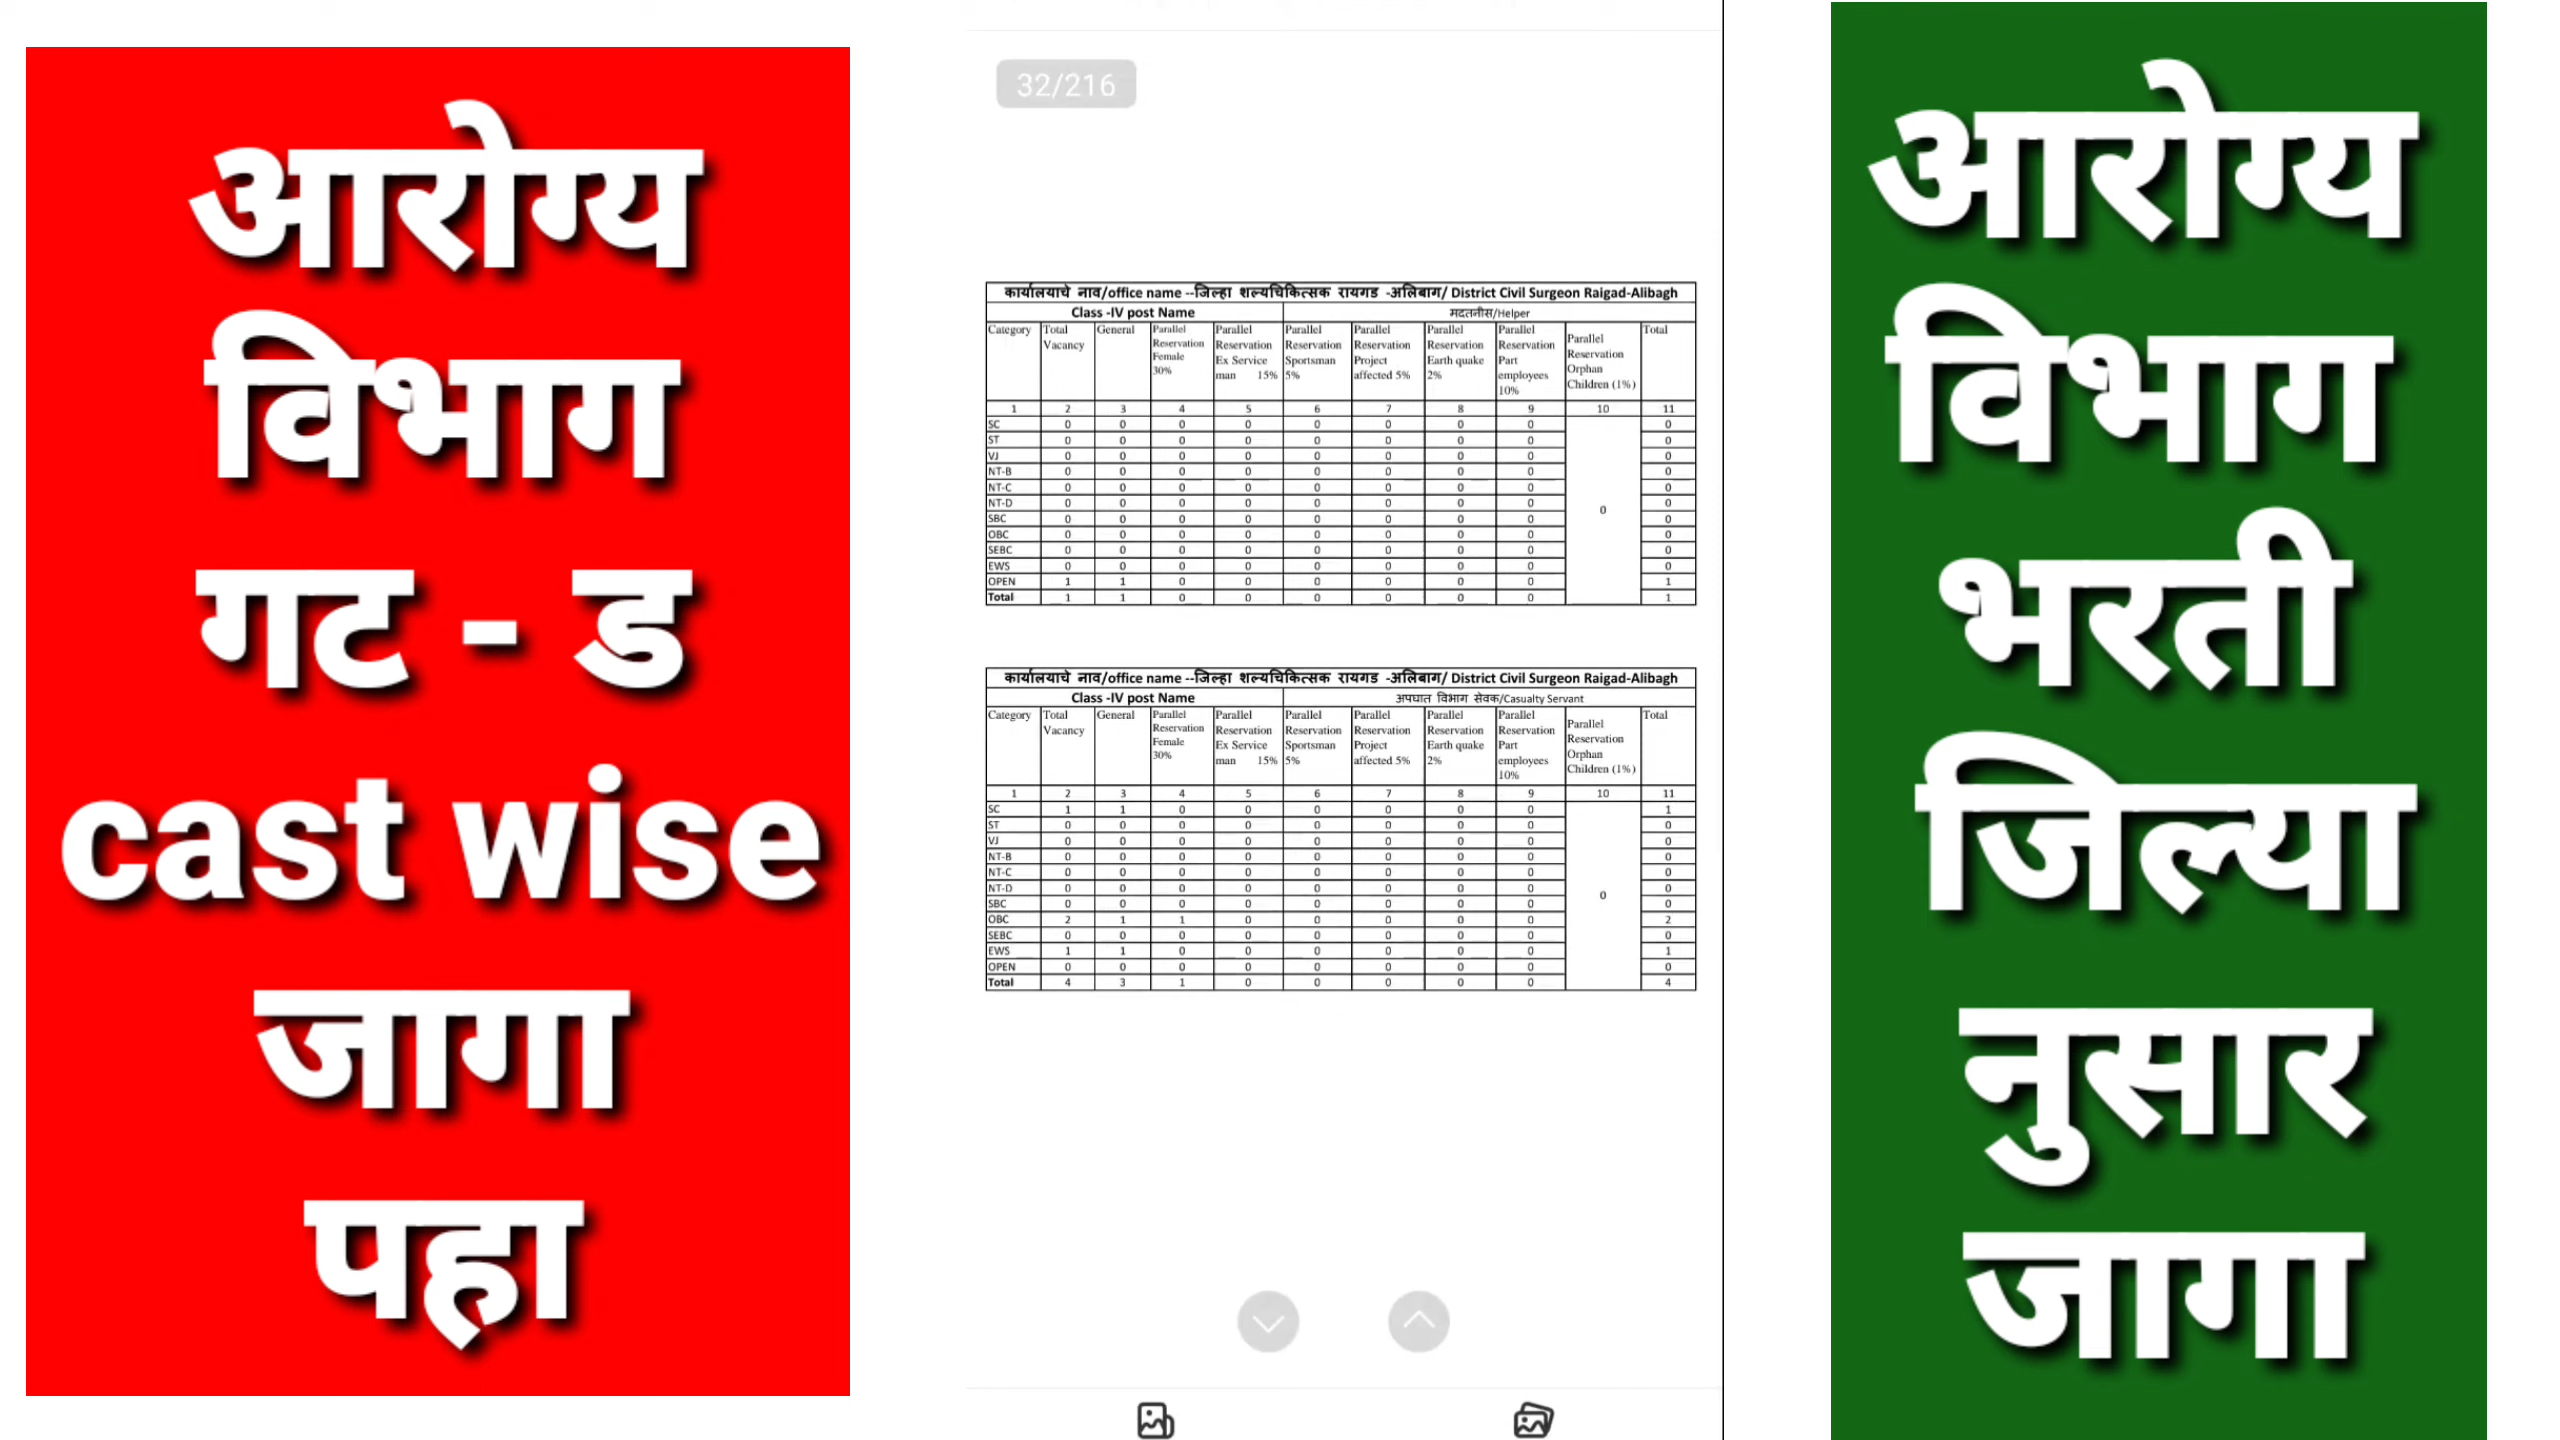 आरोग्य
विभाग
गट - ड
cast wise
जागा
पहा
32/216
कार्यालयाचे नाव/office name --जिल्हा शल्यचिकित्सक रायगड -अलिबाग/ District Civil Surgeon Raigad-Alibagh
Class -IV post Name मदतनीस/Helper
Category Total Vacancy General Parallel Reservation Female 30% Parallel Reservation Ex Service man 15% Parallel Reservation Sportsman 5% Parallel Reservation Project affected 5% Parallel Reservation Earth quake 2% Parallel Reservation Part employees 10% Parallel Reservation Orphan Children (1%) Total
1 2 3 4 5 6 7 8 9 10 11
SC 0 0 0 0 0 0 0 0 0
ST 0 0 0 0 0 0 0 0 0
VJ 0 0 0 0 0 0 0 0 0
NT-B 0 0 0 0 0 0 0 0 0
NT-C 0 0 0 0 0 0 0 0 0
NT-D 0 0 0 0 0 0 0 0 0
0
SBC 0 0 0 0 0 0 0 0 0
OBC 0 0 0 0 0 0 0 0 0
SEBC 0 0 0 0 0 0 0 0 0
EWS 0 0 0 0 0 0 0 0 0
OPEN 1 1 0 0 0 0 0 0 1
Total 1 1 0 0 0 0 0 0 1
कार्यालयाचे नाव/office name --जिल्हा शल्यचिकित्सक रायगड -अलिबाग/ District Civil Surgeon Raigad-Alibagh
Class -IV post Name अपघात विभाग सेवक/Casualty Servant
Category Total Vacancy General Parallel Reservation Female 30% Parallel Reservation Ex Service man 15% Parallel Reservation Sportsman 5% Parallel Reservation Project affected 5% Parallel Reservation Earth quake 2% Parallel Reservation Part employees 10% Parallel Reservation Orphan Children (1%) Total
1 2 3 4 5 6 7 8 9 10 11
SC 1 1 0 0 0 0 0 0 1
ST 0 0 0 0 0 0 0 0 0
VJ 0 0 0 0 0 0 0 0 0
NT-B 0 0 0 0 0 0 0 0 0
NT-C 0 0 0 0 0 0 0 0 0
NT-D 0 0 0 0 0 0 0 0 0
0
SBC 0 0 0 0 0 0 0 0 0
OBC 2 1 1 0 0 0 0 0 2
SEBC 0 0 0 0 0 0 0 0 0
EWS 1 1 0 0 0 0 0 0 1
OPEN 0 0 0 0 0 0 0 0 0
Total 4 3 1 0 0 0 0 0 4
आरोग्य
विभाग
भरती
जिल्या
नुसार
जागा